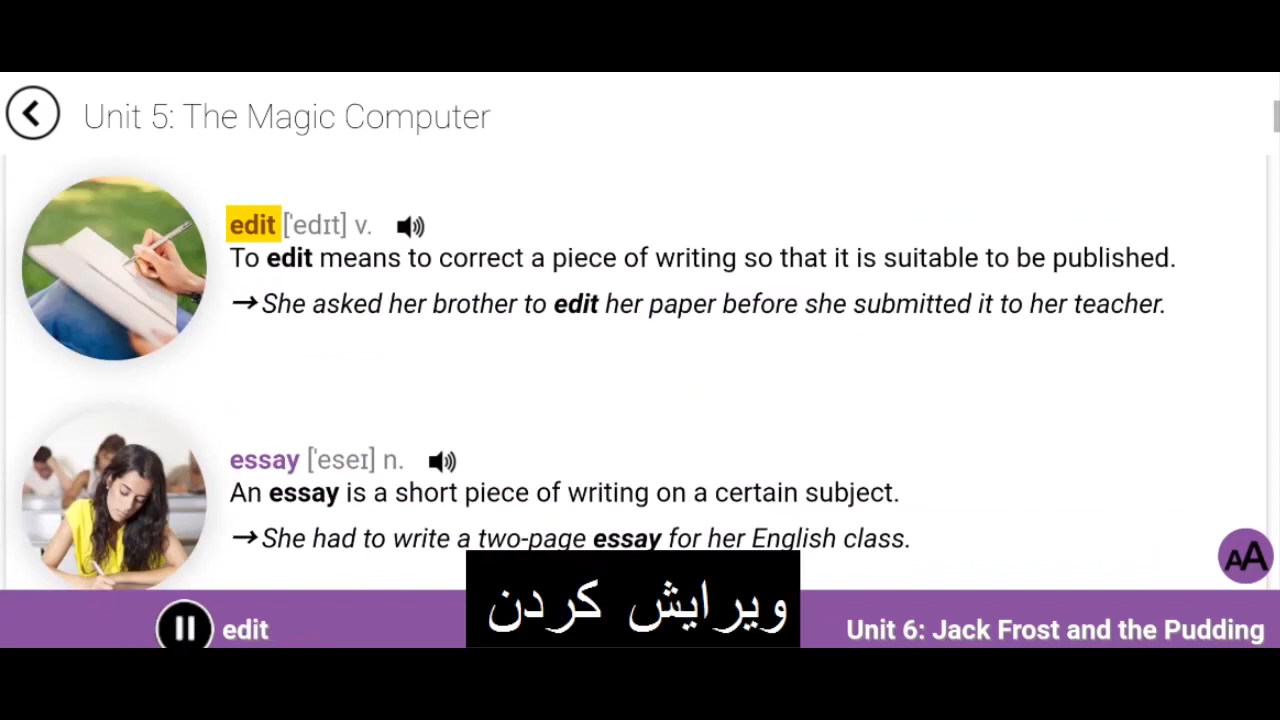 Unit 5: The Magic Computer
edit ['edɪt] v.
To edit means to correct a piece of writing so that it is suitable to be published.
→ She asked her brother to edit her paper before she submitted it to her teacher.
essay ['eseɪ] n.
An essay is a short piece of writing on a certain subject.
→ She had to write a two-page essay for her English class.
AA
ویرایش کردن
edit
Unit 6: Jack Frost and the Pudding